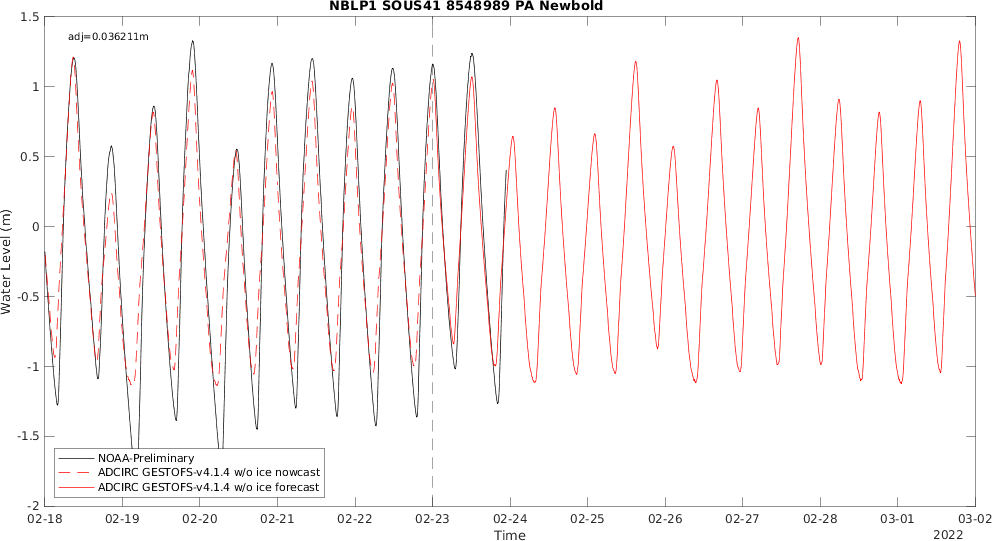 NBLP1 SOUS41 8548989 PA Newbold
adj=0.036211m
1.5
1
0.5
0
-0.5
-1
-1.5
-2
Water Level (m)
NOAA-Preliminary
ADCIRC GESTOFS-v4.1.4 w/o ice nowcast
ADCIRC GESTOFS-v4.1.4 w/o ice forecast
02-18 02-19 02-20 02-21 02-22 02-23 02-24 02-25 02-26 02-27 02-28 03-01 03-02
Time
2022